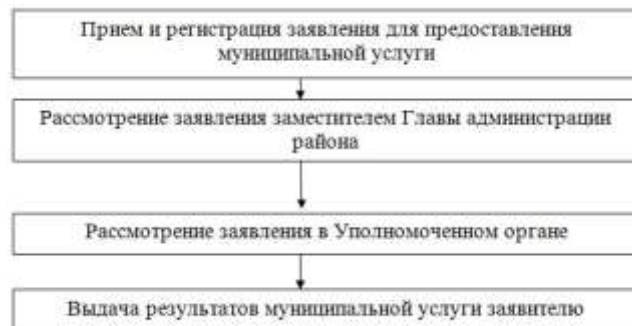 Прием и регистрация заявления для предоставления
муниципальной услуги
Рассмотрение заявления заместителем Главы администрации
района
Рассмотрение заявления в Уполномоченном органе
Выдача результатов муниципальной услуги заявителю